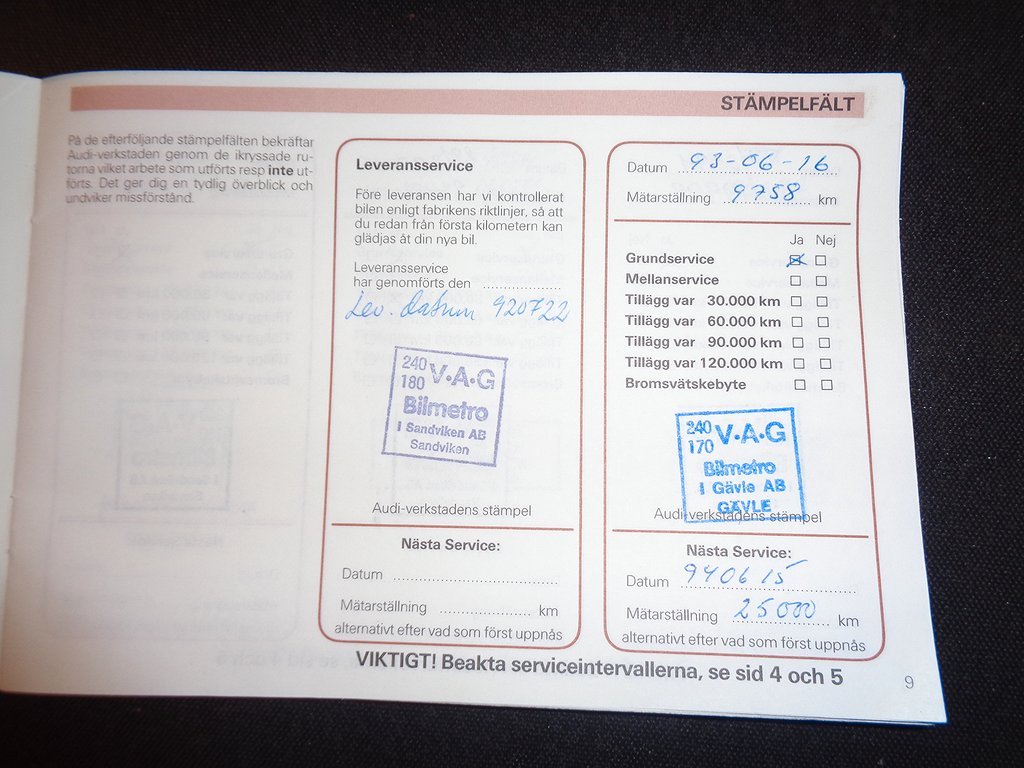 STÄMPELFÄLT
På de efterföljande stämpelfälten bekräftar
Audi-verkstaden genom de ikryssade ru-
torna vilket arbete som utförts resp inte ut-
förts. Det ger dig en tydlig överblick och
undviker missförstånd.
Leveransservice
Före leveransen har vi kontrollerat
bilen enligt fabrikens riktlinjer, så att
du redan från första kilometern kan
glädjas åt din nya bil.
Leveransservice
har genomförts den
Lev. datum 920722
240 V·A·G
180
Bilmetro
I Sandviken AB
Sandviken
Audi-verkstadens stämpel
Nästa Service:
Datum
Mätarställning km
alternativt efter vad som först uppnås
Datum 93-06-16
Mätarställning 9758 km
Ja Nej
Grundservice
Mellanservice
Tillägg var 30.000 km
Tillägg var 60.000 km
Tillägg var 90.000 km
Tillägg var 120.000 km
Bromsvätskebyte
240 V·A·G
170
Bilmetro
I Gävle AB
GÄVLE
Audi-verkstadens stämpel
Nästa Service:
Datum 940615
Mätarställning 25000 km
alternativt efter vad som först uppnås
VIKTIGT! Beakta serviceintervallerna, se sid 4 och 5
9